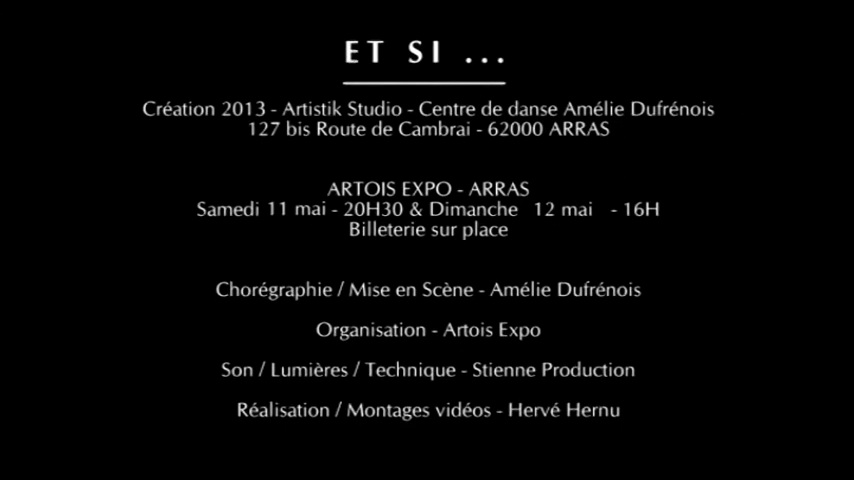 ET SI ...
Création 2013 - Artistik Studio - Centre de danse Amélie Dufrénois
127 bis Route de Cambrai - 62000 ARRAS
ARTOIS EXPO - ARRAS
Samedi 11 mai - 20H30 & Dimanche 12 mai - 16H
Billeterie sur place
Chorégraphie / Mise en Scène - Amélie Dufrénois
Organisation - Artois Expo
Son / Lumières / Technique - Stienne Production
Réalisation / Montages vidéos - Hervé Hernu